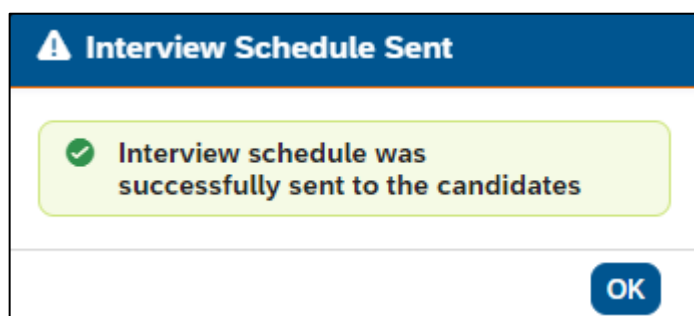 Interview Schedule Sent
Interview schedule was
successfully sent to the candidates
OK